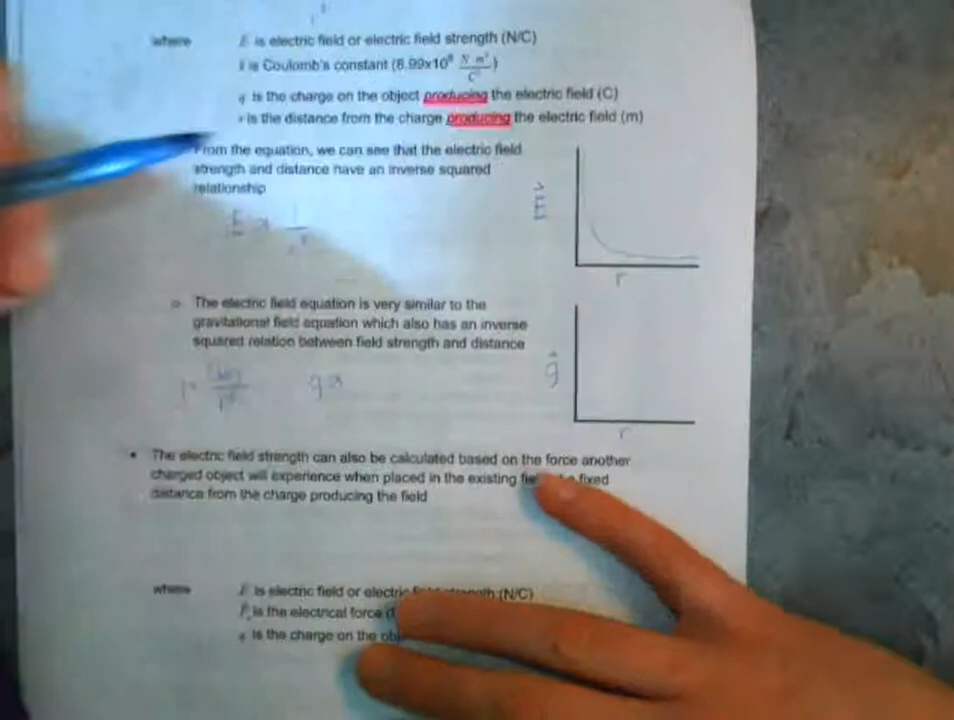 r²
where E is electric field or electric field strength (N/C)
k is Coulomb's constant (8.99x10⁹ N·m²/C²)
q is the charge on the object producing the electric field (C)
r is the distance from the charge producing the electric field (m)
From the equation, we can see that the electric field
strength and distance have an inverse squared
relationship
E ∝ 1/r²
E
r
○ The electric field equation is very similar to the
gravitational field equation which also has an inverse
squared relation between field strength and distance
g ∝
g
r
• The electric field strength can also be calculated based on the force another
charged object will experience when placed in the existing fixed
distance from the charge producing the field
where E is electric field or electric strength (N/C)
is the electrical force
q is the charge on the